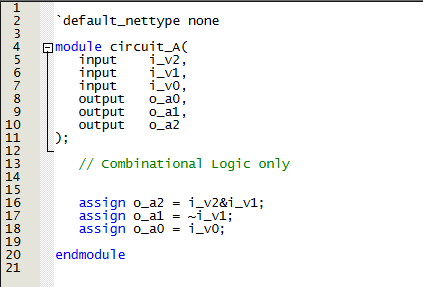 1
2 `default_nettype none
3
4 module circuit_A(
5 input i_v2,
6 input i_v1,
7 input i_v0,
8 output o_a0,
9 output o_a1,
10 output o_a2
11 );
12
13 // Combinational Logic only
14
15
16 assign o_a2 = i_v2&i_v1;
17 assign o_a1 = ~i_v1;
18 assign o_a0 = i_v0;
19
20 endmodule
21